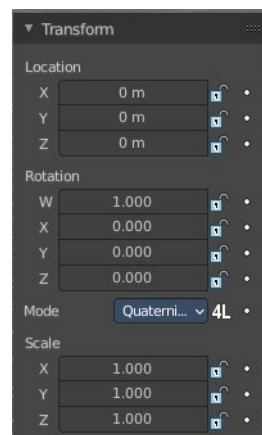 Transform
Location
X 0 m
Y 0 m
Z 0 m
Rotation
W 1.000
X 0.000
Y 0.000
Z 0.000
Mode Quaterni... 4L
Scale
X 1.000
Y 1.000
Z 1.000